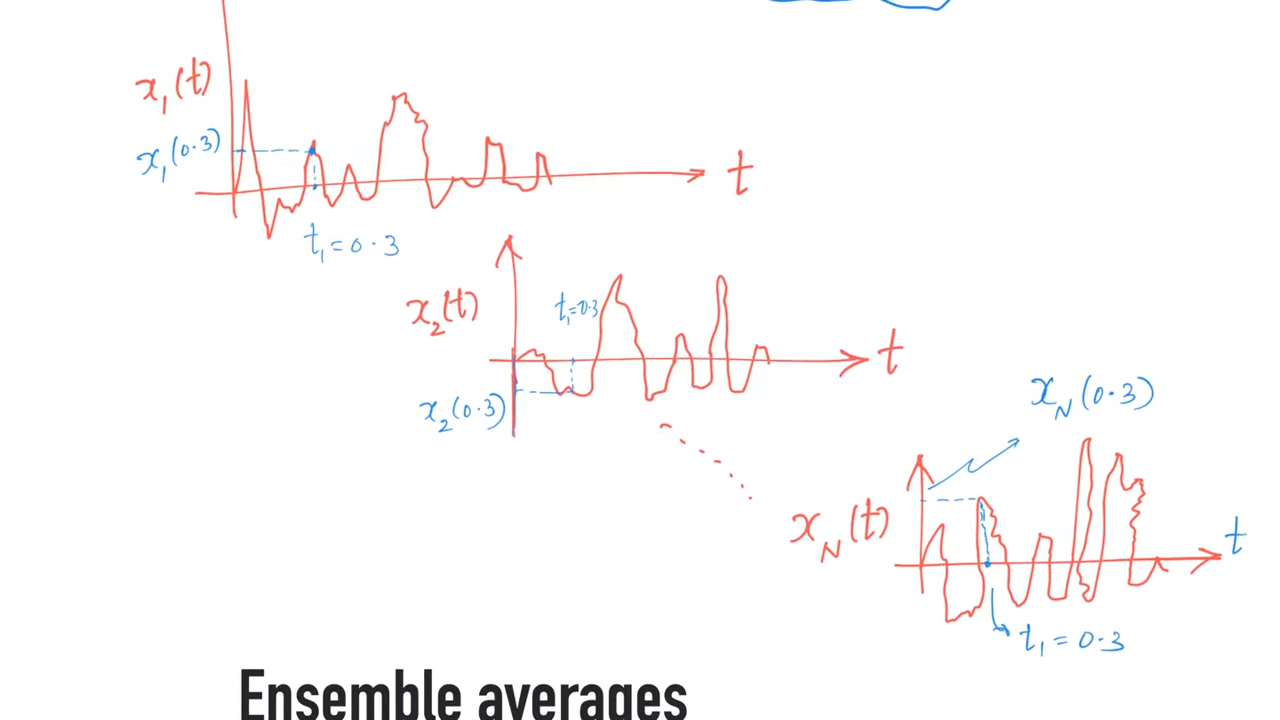 x₁(t)
x₁(0.3)
t
t₁=0.3
x₂(t)
t₁=0.3
t
x₂(0.3)
x_N(0.3)
x_N(t)
t
t₁=0.3
Ensemble averages